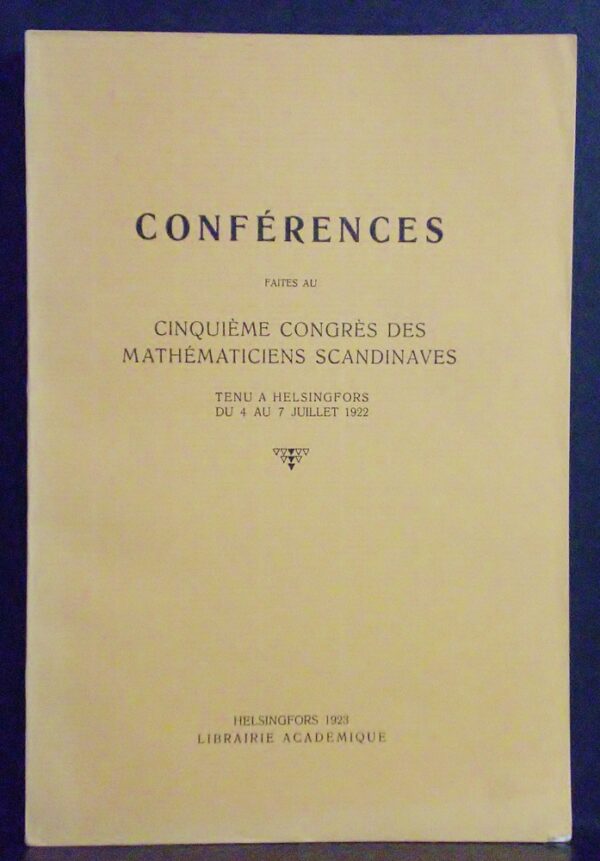 CONFÉRENCES
FAITES AU
CINQUIÈME CONGRÈS DES
MATHÉMATICIENS SCANDINAVES
TENU A HELSINGFORS
DU 4 AU 7 JUILLET 1922
HELSINGFORS 1923
LIBRAIRIE ACADEMIQUE